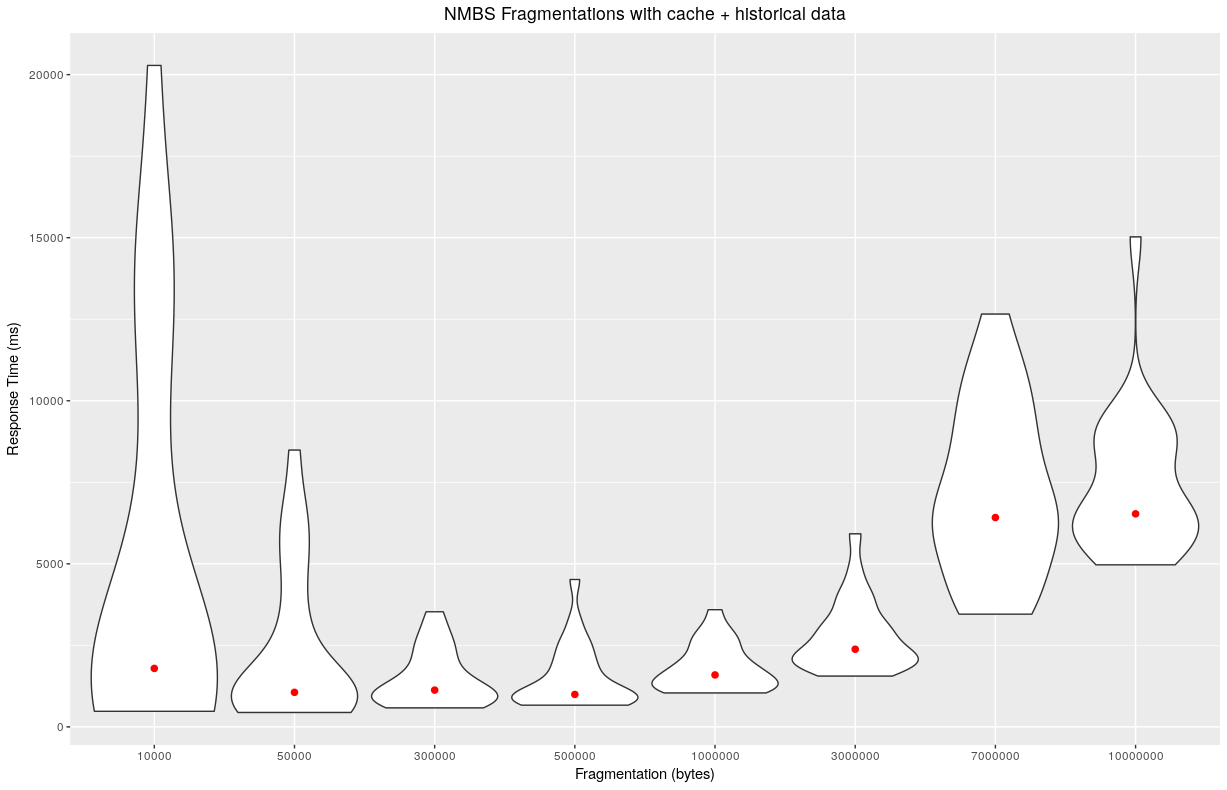 NMBS Fragmentations with cache + historical data
Response Time (ms)
20000
15000
10000
5000
0
10000 50000 300000 500000 1000000 3000000 7000000 10000000
Fragmentation (bytes)